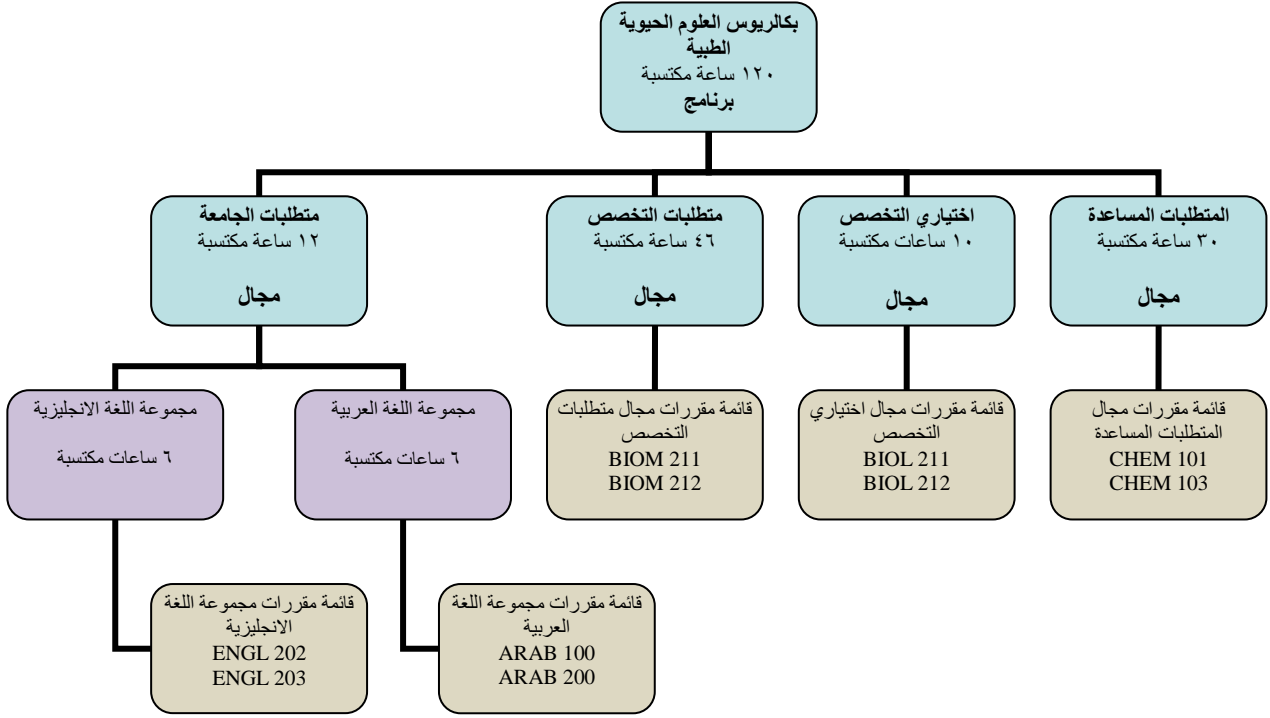 بكالريوس العلوم الحيوية
الطبية
١٢٠ ساعة مكتسبة
برنامج
المتطلبات المساعدة
٣٠ ساعة مكتسبة
مجال
اختياري التخصص
١٠ ساعات مكتسبة
مجال
متطلبات التخصص
٤٦ ساعة مكتسبة
مجال
متطلبات الجامعة
١٢ ساعة مكتسبة
مجال
قائمة مقررات مجال
المتطلبات المساعدة
CHEM 101
CHEM 103
قائمة مقررات مجال اختياري
التخصص
BIOL 211
BIOL 212
قائمة مقررات مجال متطلبات
التخصص
BIOM 211
BIOM 212
مجموعة اللغة العربية
٦ ساعات مكتسبة
مجموعة اللغة الانجليزية
٦ ساعات مكتسبة
قائمة مقررات مجموعة اللغة
العربية
ARAB 100
ARAB 200
قائمة مقررات مجموعة اللغة
الانجليزية
ENGL 202
ENGL 203